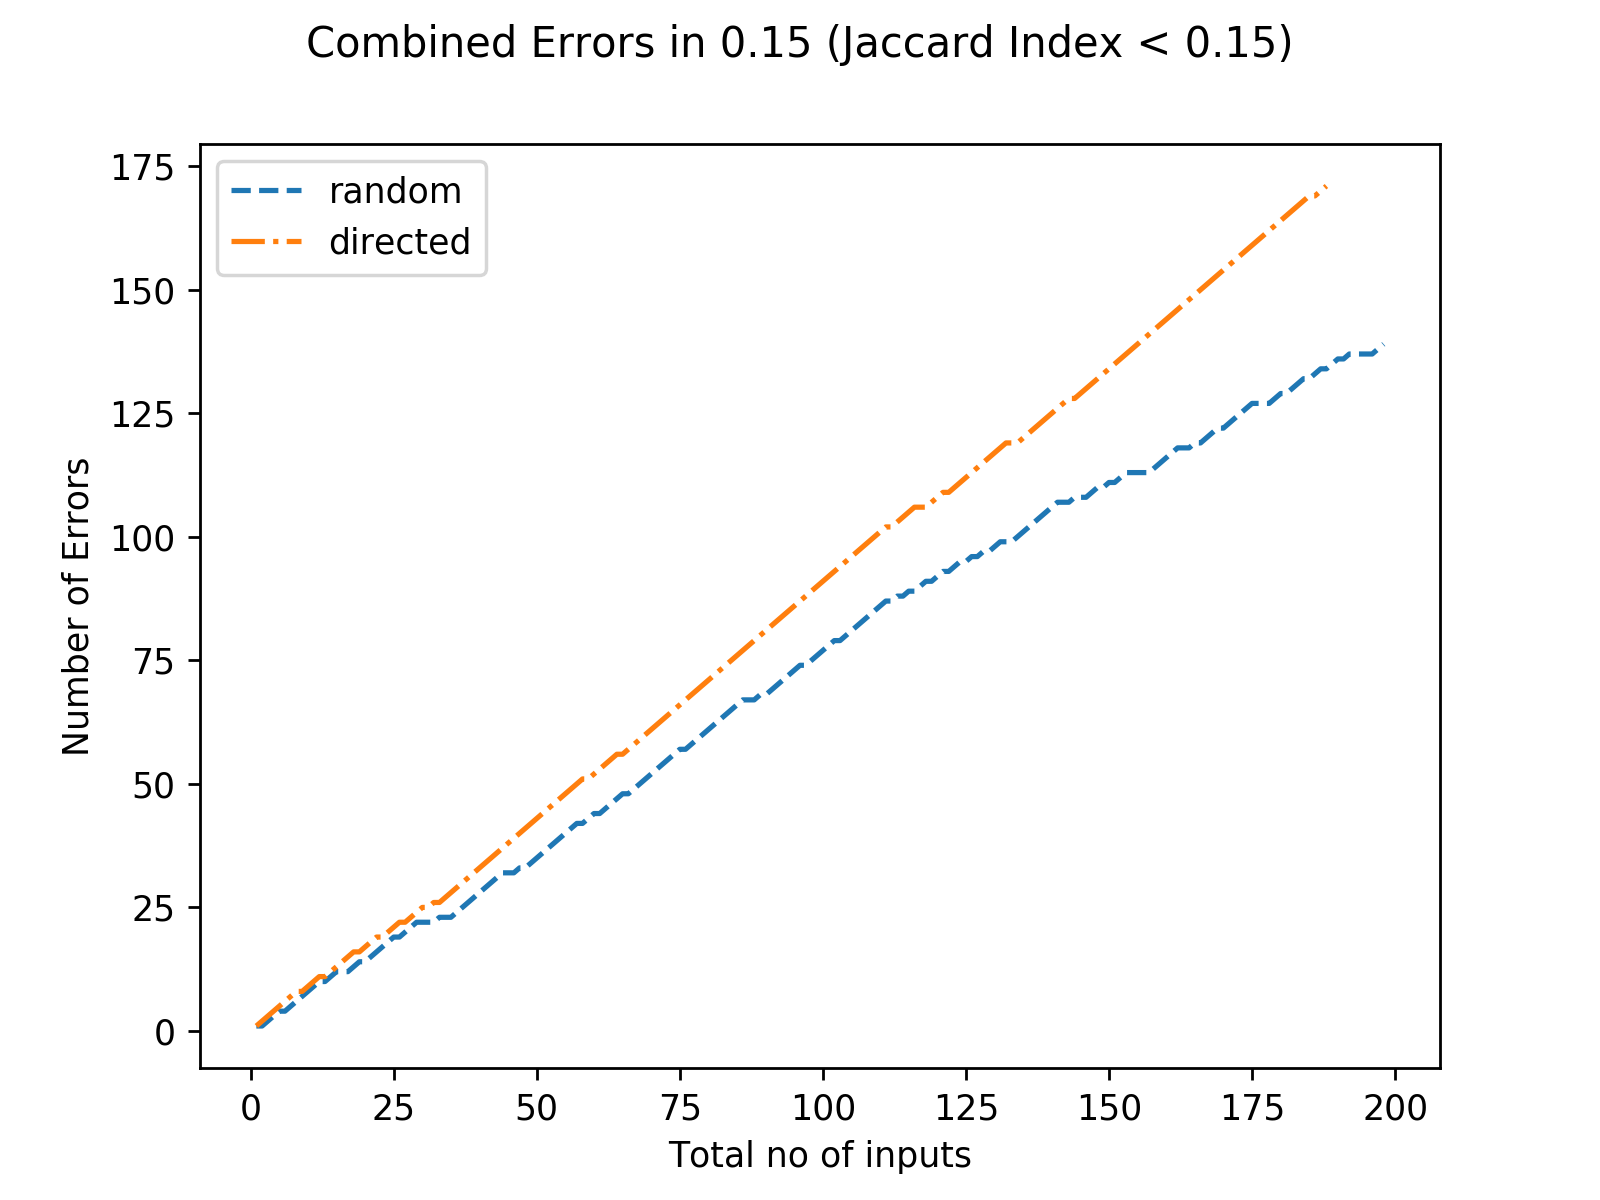 Combined Errors in 0.15 (Jaccard Index < 0.15)
random
directed
175
150
125
100
75
50
25
0
Number of Errors
0 25 50 75 100 125 150 175 200
Total no of inputs